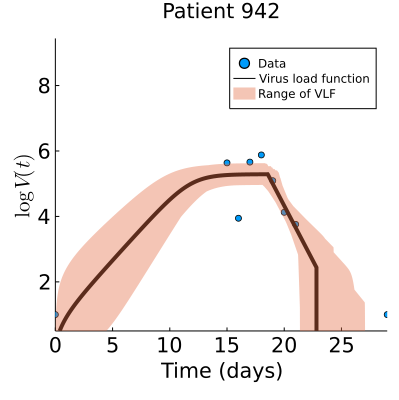 Patient 942
Data
Virus load function
Range of VLF
8
6
4
2
log V(t)
0 5 10 15 20 25
Time (days)